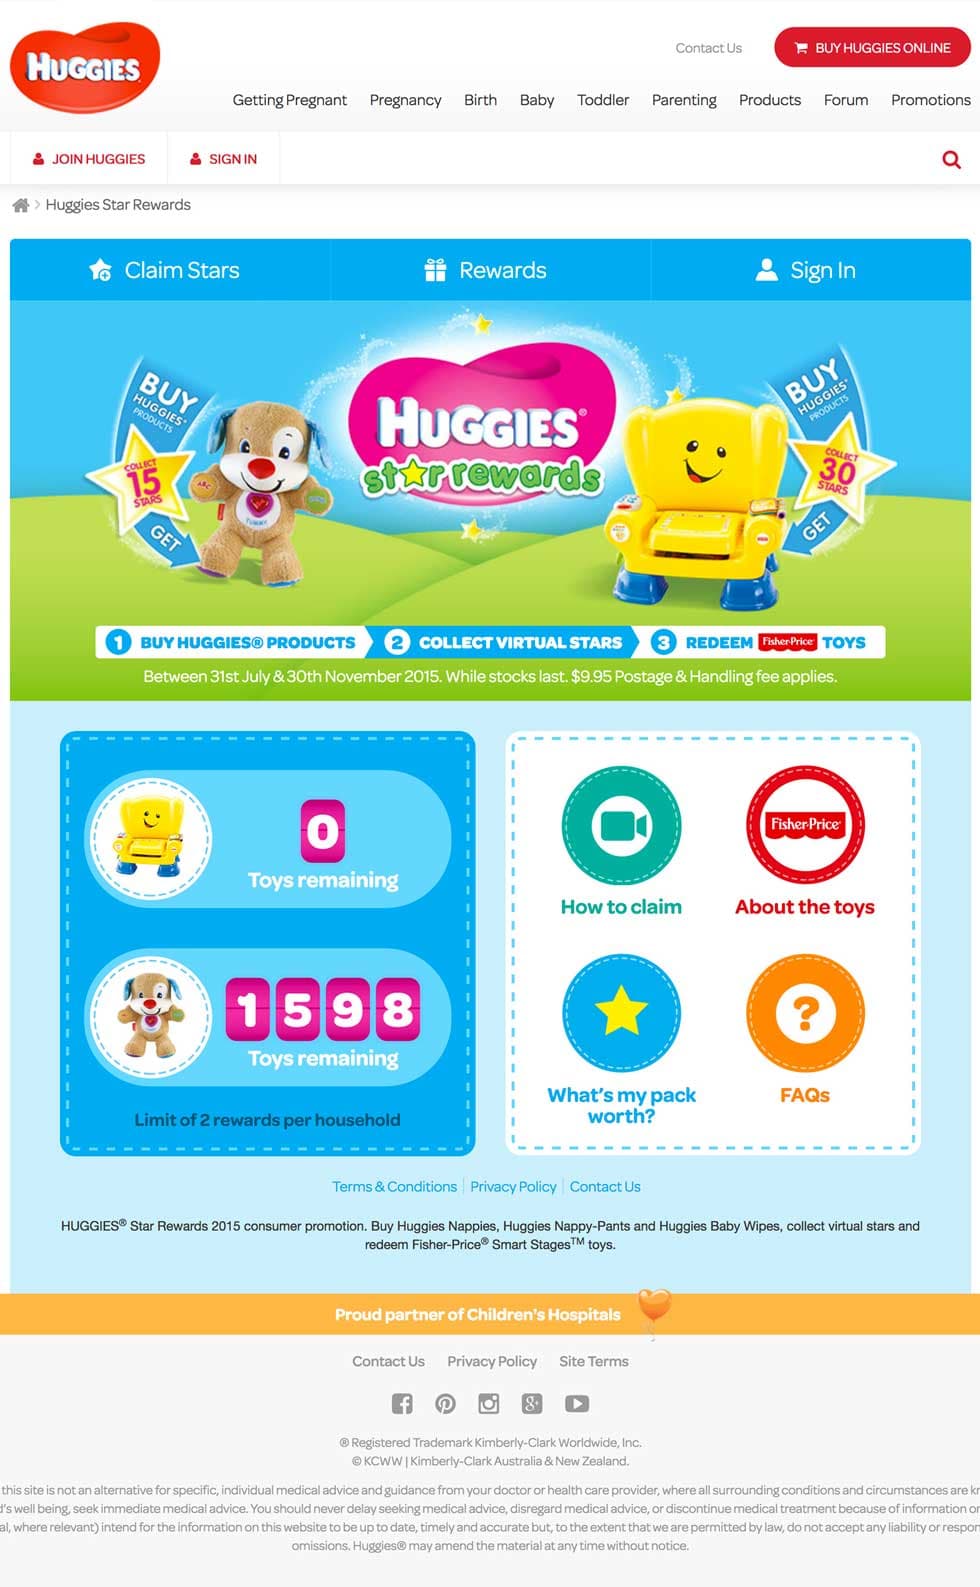 HUGGIES
Contact Us
BUY HUGGIES ONLINE
Getting Pregnant Pregnancy Birth Baby Toddler Parenting Products Forum Promotions
JOIN HUGGIES SIGN IN
Huggies Star Rewards
Claim Stars Rewards Sign In
BUY
HUGGIES®
PRODUCTS
COLLECT
15
STARS
GET
ABC
TUMMY
HUGGIES®
star rewards
BUY
HUGGIES®
PRODUCTS
COLLECT
30
STARS
GET
1 BUY HUGGIES® PRODUCTS 2 COLLECT VIRTUAL STARS 3 REDEEM Fisher-Price TOYS
Between 31st July & 30th November 2015. While stocks last. $9.95 Postage & Handling fee applies.
0
Toys remaining
1598
Toys remaining
Limit of 2 rewards per household
How to claim
Fisher-Price
About the toys
What's my pack
worth?
?
FAQs
Terms & Conditions Privacy Policy Contact Us
HUGGIES® Star Rewards 2015 consumer promotion. Buy Huggies Nappies, Huggies Nappy-Pants and Huggies Baby Wipes, collect virtual stars and
redeem Fisher-Price® Smart Stages™ toys.
Proud partner of Children's Hospitals
Contact Us Privacy Policy Site Terms
® Registered Trademark Kimberly-Clark Worldwide, Inc.
© KCWW | Kimberly-Clark Australia & New Zealand.
this site is not an alternative for specific, individual medical advice and guidance from your doctor or health care provider, where all surrounding conditions and circumstances are
d's well being, seek immediate medical advice. You should never delay seeking medical advice, disregard medical advice, or discontinue medical treatment because of information
al, where relevant) intend for the information on this website to be up to date, timely and accurate but, to the extent that we are permitted by law, do not accept any liability or
omissions. Huggies® may amend the material at any time without notice.